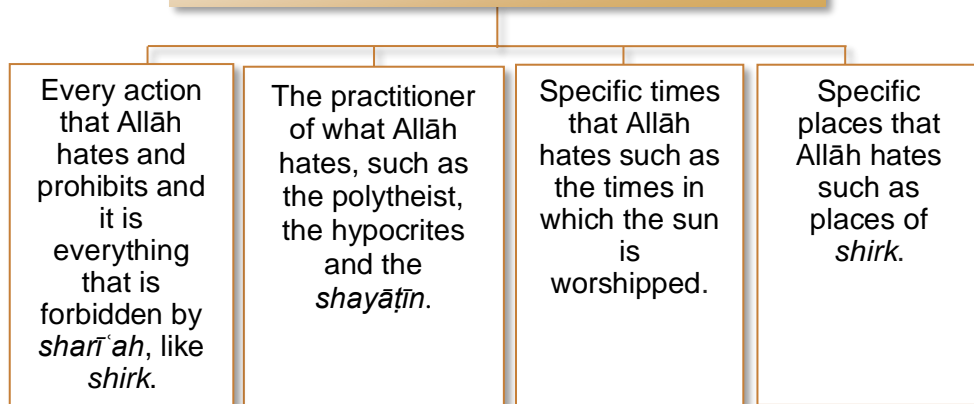 Every action
that Allāh
hates and
prohibits and
it is
everything
that is
forbidden by
sharīʿah, like
shirk.
The practitioner
of what Allāh
hates, such as
the polytheist,
the hypocrites
and the
shayāṭīn.
Specific times
that Allāh
hates such as
the times in
which the sun
is
worshipped.
Specific
places that
Allāh hates
such as
places of
shirk.